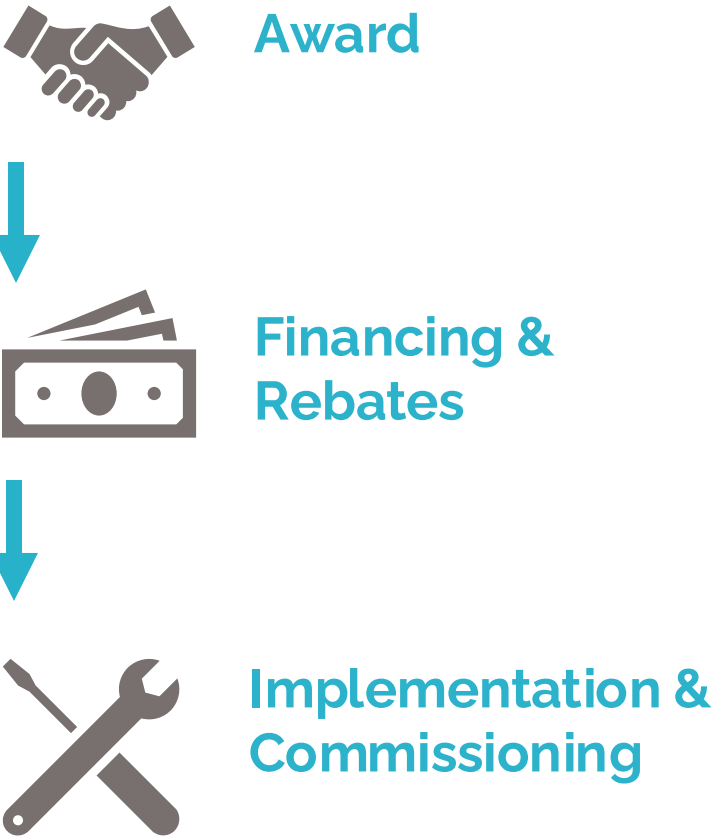 Award
Financing &
Rebates
Implementation &
Commissioning